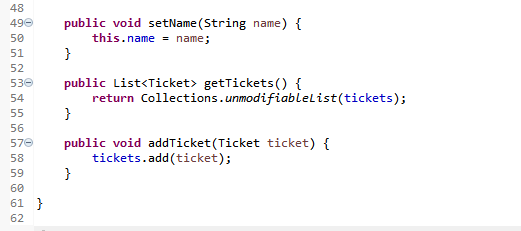 48
49 public void setName(String name) {
50 this.name = name;
51 }
52
53 public List<Ticket> getTickets() {
54 return Collections.unmodifiableList(tickets);
55 }
56
57 public void addTicket(Ticket ticket) {
58 tickets.add(ticket);
59 }
60
61 }
62